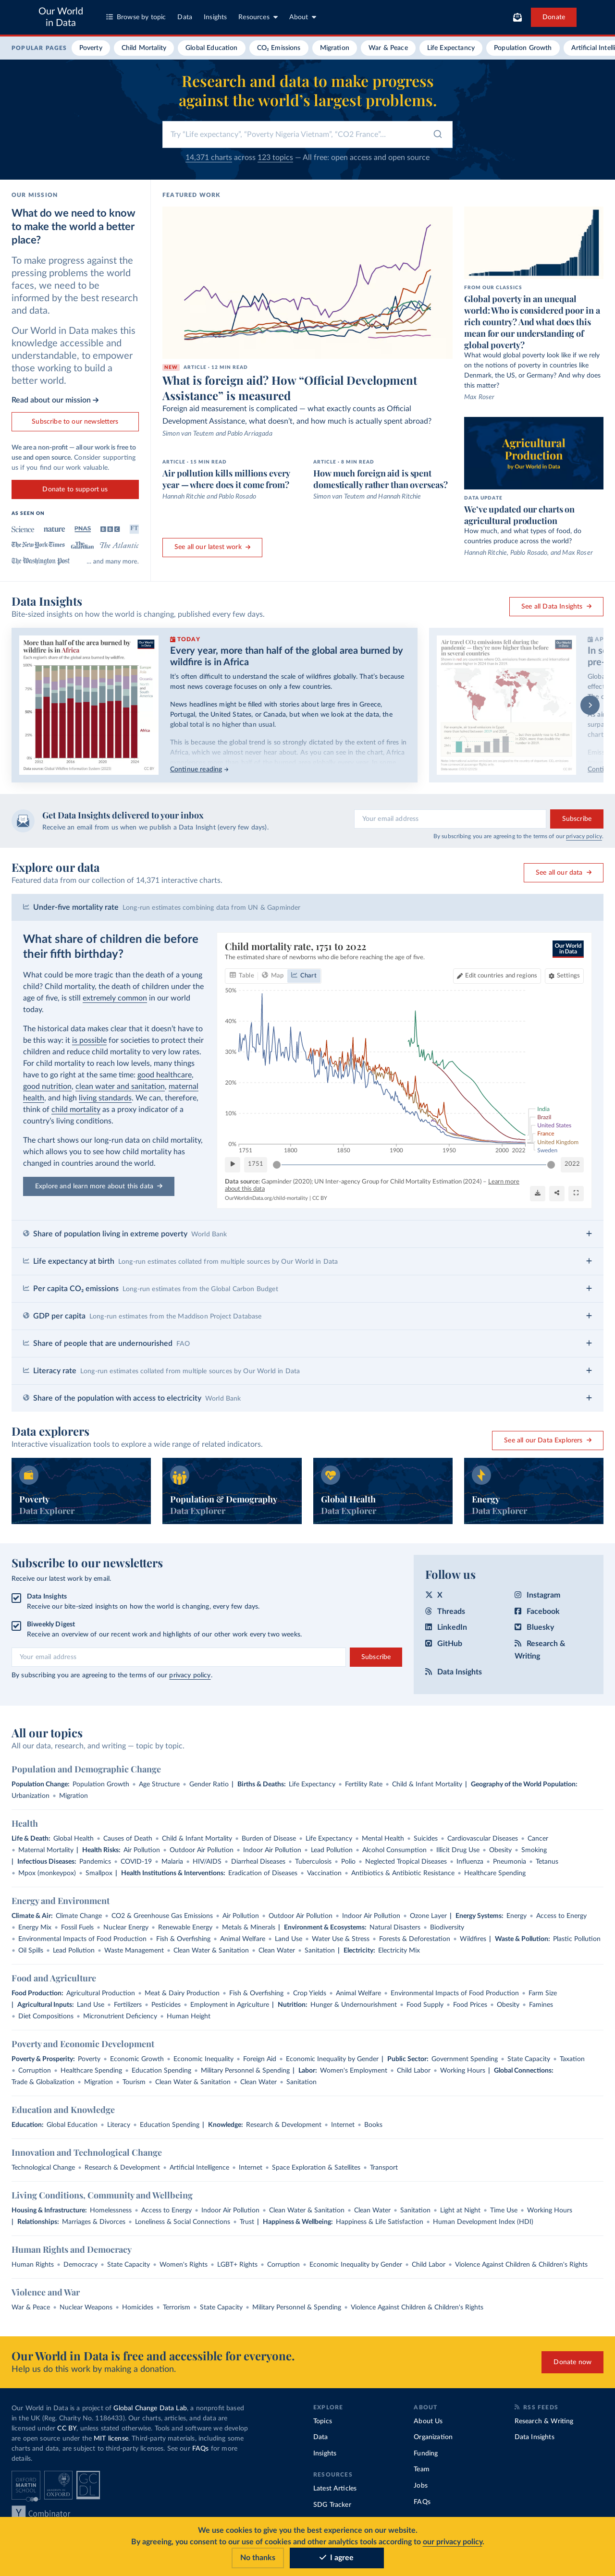 Our World
in Data
Browse by topic
Data
Insights
Resources
About
Donate
POPULAR PAGES
Poverty
Child Mortality
Global Education
CO₂ Emissions
Migration
War & Peace
Life Expectancy
Population Growth
Artificial Intelli
Research and data to make progress
against the world's largest problems.
Try "Life expectancy", "Poverty Nigeria Vietnam", "CO2 France"...
14,371 charts across 123 topics — All free: open access and open source
OUR MISSION
What do we need to know
to make the world a better
place?
To make progress against the
pressing problems the world
faces, we need to be
informed by the best research
and data.
Our World in Data makes this
knowledge accessible and
understandable, to empower
those working to build a
better world.
Read about our mission →
Subscribe to our newsletters
We are a non-profit — all our work is free to
use and open source. Consider supporting
us if you find our work valuable.
Donate to support us
AS SEEN ON
Science nature PNAS BBC FT
The New York Times The Guardian The Atlantic
The Washington Post ... and many more.
FEATURED WORK
NEW ARTICLE · 12 MIN READ
What is foreign aid? How "Official Development
Assistance" is measured
Foreign aid measurement is complicated — what exactly counts as Official
Development Assistance, what doesn't, and how much is actually spent abroad?
Simon van Teutem and Pablo Arriagada
ARTICLE · 15 MIN READ
Air pollution kills millions every
year — where does it come from?
Hannah Ritchie and Pablo Rosado
ARTICLE · 8 MIN READ
How much foreign aid is spent
domestically rather than overseas?
Simon van Teutem and Hannah Ritchie
See all our latest work →
FROM OUR CLASSICS
Global poverty in an unequal
world: Who is considered poor in a
rich country? And what does this
mean for our understanding of
global poverty?
What would global poverty look like if we rely
on the notions of poverty in countries like
Denmark, the US, or Germany? And why does
this matter?
Max Roser
Agricultural
Production
by Our World in Data
DATA UPDATE
We've updated our charts on
agricultural production
How much, and what types of food, do
countries produce across the world?
Hannah Ritchie, Pablo Rosado, and Max Roser
Data Insights
Bite-sized insights on how the world is changing, published every few days.
See all Data Insights →
More than half of the area burned by
wildfires is in Africa
TODAY
Every year, more than half of the global area burned by
wildfires is in Africa
It's often difficult to understand the scale of wildfires globally. That's because
most news coverage focuses on only a few countries.
News headlines might be filled with stories about large fires in Greece,
Portugal, the United States, or Canada, but when we look at the data, the
global total is no higher than usual.
This is because the global trend is so strongly dictated by the extent of fires in
Africa, which we almost never hear about. As you can see in the chart, Africa
Continue reading →
Air travel CO2 emissions fell during the
pandemic — they're now higher than before
in several countries
Get Data Insights delivered to your inbox
Receive an email from us when we publish a Data Insight (every few days).
Your email address
Subscribe
By subscribing you are agreeing to the terms of our privacy policy.
Explore our data
Featured data from our collection of 14,371 interactive charts.
See all our data →
Under-five mortality rate Long-run estimates combining data from UN & Gapminder
What share of children die before
their fifth birthday?
What could be more tragic than the death of a young
child? Child mortality, the death of children under the
age of five, is still extremely common in our world
today.
The historical data makes clear that it doesn't have to
be this way: it is possible for societies to protect their
children and reduce child mortality to very low rates.
For child mortality to reach low levels, many things
have to go right at the same time: good healthcare,
good nutrition, clean water and sanitation, maternal
health, and high living standards. We can, therefore,
think of child mortality as a proxy indicator of a
country's living conditions.
The chart shows our long-run data on child mortality,
which allows you to see how child mortality has
changed in countries around the world.
Explore and learn more about this data →
Child mortality rate, 1751 to 2022
The estimated share of newborns who die before reaching the age of five.
Our World
in Data
Table
Map
Chart
Edit countries and regions
Settings
50%
40%
30%
20%
10%
0%
1751 1800 1850 1900 1950 2000 2022
India
Brazil
United States
France
United Kingdom
Sweden
1751
2022
Data source: Gapminder (2020); UN Inter-agency Group for Child Mortality Estimation (2024) – Learn more
about this data
OurWorldinData.org/child-mortality | CC BY
Share of population living in extreme poverty World Bank
Life expectancy at birth Long-run estimates collated from multiple sources by Our World in Data
Per capita CO₂ emissions Long-run estimates from the Global Carbon Budget
GDP per capita Long-run estimates from the Maddison Project Database
Share of people that are undernourished FAO
Literacy rate Long-run estimates collated from multiple sources by Our World in Data
Share of the population with access to electricity World Bank
Data explorers
Interactive visualization tools to explore a wide range of related indicators.
See all our Data Explorers →
Poverty
Data Explorer
Population & Demography
Data Explorer
Global Health
Data Explorer
Energy
Data Explorer
Subscribe to our newsletters
Receive our latest work by email.
Data Insights
Receive our bite-sized insights on how the world is changing, every few days.
Biweekly Digest
Receive an overview of our recent work and highlights of our other work every two weeks.
Your email address
Subscribe
By subscribing you are agreeing to the terms of our privacy policy.
Follow us
X
Instagram
Threads
Facebook
LinkedIn
Bluesky
GitHub
Research &
Writing
Data Insights
All our topics
All our data, research, and writing — topic by topic.
Population and Demographic Change
Population Change: Population Growth • Age Structure • Gender Ratio | Births & Deaths: Life Expectancy • Fertility Rate • Child & Infant Mortality | Geography of the World Population:
Urbanization • Migration
Health
Life & Death: Global Health • Causes of Death • Child & Infant Mortality • Burden of Disease • Life Expectancy • Mental Health • Suicides • Cardiovascular Diseases • Cancer
• Maternal Mortality | Health Risks: Air Pollution • Outdoor Air Pollution • Indoor Air Pollution • Lead Pollution • Alcohol Consumption • Illicit Drug Use • Obesity • Smoking
| Infectious Diseases: Pandemics • COVID-19 • Malaria • HIV/AIDS • Diarrheal Diseases • Tuberculosis • Polio • Neglected Tropical Diseases • Influenza • Pneumonia • Tetanus
• Mpox (monkeypox) • Smallpox | Health Institutions & Interventions: Eradication of Diseases • Vaccination • Antibiotics & Antibiotic Resistance • Healthcare Spending
Energy and Environment
Climate & Air: Climate Change • CO2 & Greenhouse Gas Emissions • Air Pollution • Outdoor Air Pollution • Indoor Air Pollution • Ozone Layer | Energy Systems: Energy • Access to Energy
• Energy Mix • Fossil Fuels • Nuclear Energy • Renewable Energy • Metals & Minerals | Environment & Ecosystems: Natural Disasters • Biodiversity
• Environmental Impacts of Food Production • Fish & Overfishing • Animal Welfare • Land Use • Water Use & Stress • Forests & Deforestation • Wildfires | Waste & Pollution: Plastic Pollution
• Oil Spills • Lead Pollution • Waste Management • Clean Water & Sanitation • Clean Water • Sanitation | Electricity: Electricity Mix
Food and Agriculture
Food Production: Agricultural Production • Meat & Dairy Production • Fish & Overfishing • Crop Yields • Animal Welfare • Environmental Impacts of Food Production • Farm Size
| Agricultural Inputs: Land Use • Fertilizers • Pesticides • Employment in Agriculture | Nutrition: Hunger & Undernourishment • Food Supply • Food Prices • Obesity • Famines
• Diet Compositions • Micronutrient Deficiency • Human Height
Poverty and Economic Development
Poverty & Prosperity: Poverty • Economic Growth • Economic Inequality • Foreign Aid • Economic Inequality by Gender | Public Sector: Government Spending • State Capacity • Taxation
• Corruption • Healthcare Spending • Education Spending • Military Personnel & Spending | Labor: Women's Employment • Child Labor • Working Hours | Global Connections:
Trade & Globalization • Migration • Tourism • Clean Water & Sanitation • Clean Water • Sanitation
Education and Knowledge
Education: Global Education • Literacy • Education Spending | Knowledge: Research & Development • Internet • Books
Innovation and Technological Change
Technological Change • Research & Development • Artificial Intelligence • Internet • Space Exploration & Satellites • Transport
Living Conditions, Community and Wellbeing
Housing & Infrastructure: Homelessness • Access to Energy • Indoor Air Pollution • Clean Water & Sanitation • Clean Water • Sanitation • Light at Night • Time Use • Working Hours
| Relationships: Marriages & Divorces • Loneliness & Social Connections • Trust | Happiness & Wellbeing: Happiness & Life Satisfaction • Human Development Index (HDI)
Human Rights and Democracy
Human Rights • Democracy • State Capacity • Women's Rights • LGBT+ Rights • Corruption • Economic Inequality by Gender • Child Labor • Violence Against Children & Children's Rights
Violence and War
War & Peace • Nuclear Weapons • Homicides • Terrorism • State Capacity • Military Personnel & Spending • Violence Against Children & Children's Rights
Our World in Data is free and accessible for everyone.
Help us do this work by making a donation.
Donate now
Our World in Data is a project of Global Change Data Lab, a nonprofit based
in the UK (Reg. Charity No. 1186433). Our charts, articles, and data are
licensed under CC BY, unless stated otherwise. Tools and software we develop
are open source under the MIT license. Third-party materials, including some
charts and data, are subject to third-party licenses. See our FAQs for more
details.
OXFORD
MARTIN
SCHOOL
UNIVERSITY OF
OXFORD
GC
DL
Y Combinator
EXPLORE
Topics
Data
Insights
RESOURCES
Latest Articles
SDG Tracker
ABOUT
About Us
Organization
Funding
Team
Jobs
FAQs
RSS FEEDS
Research & Writing
Data Insights
We use cookies to give you the best experience on our website.
By agreeing, you consent to our use of cookies and other analytics tools according to our privacy policy.
No thanks
I agree